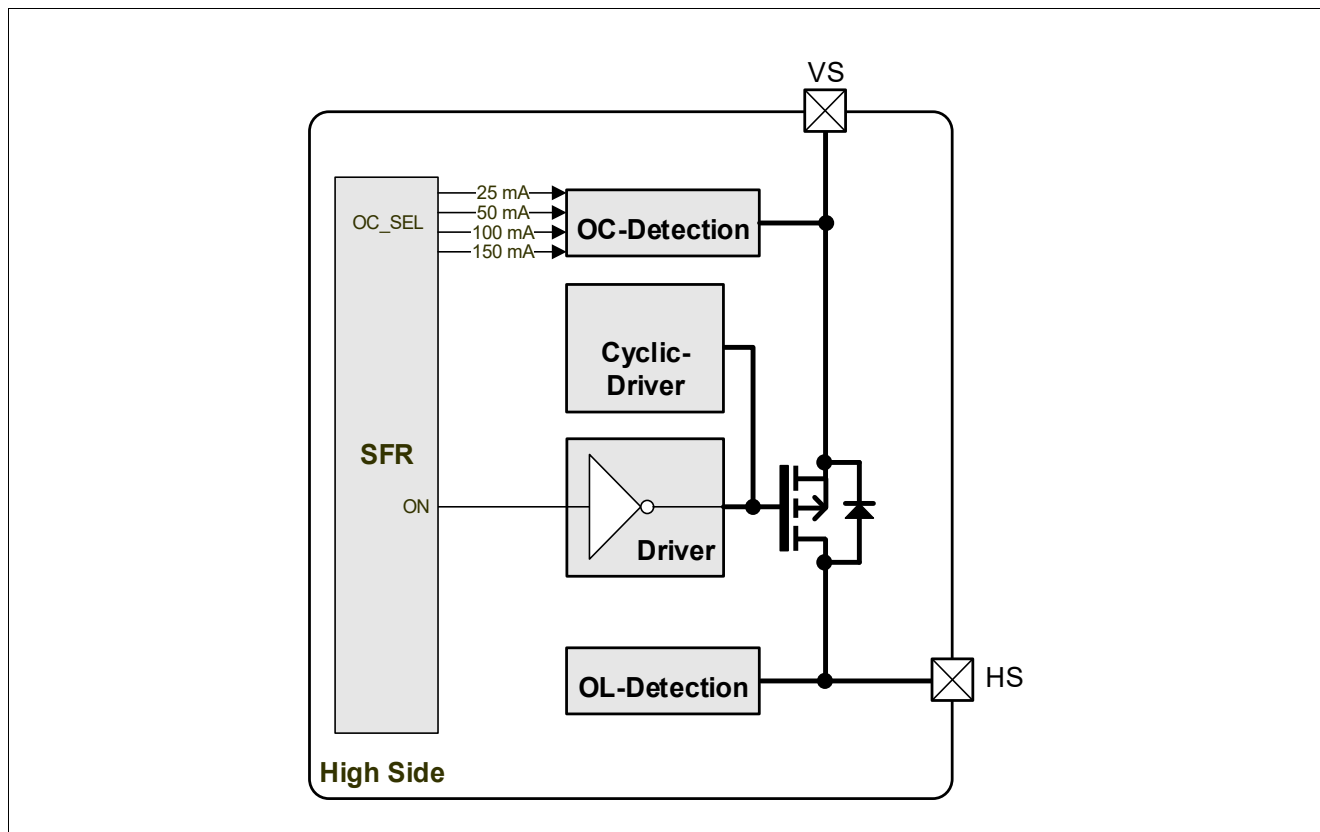 VS
25 mA
50 mA
OC_SEL
100 mA
150 mA
OC-Detection
Cyclic-
Driver
SFR
ON
Driver
OL-Detection
HS
High Side